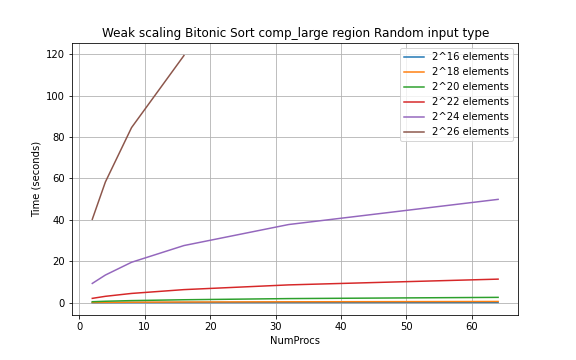 Weak scaling Bitonic Sort comp_large region Random input type
Time (seconds)
120
100
80
60
40
20
0
2^16 elements
2^18 elements
2^20 elements
2^22 elements
2^24 elements
2^26 elements
0 10 20 30 40 50 60
NumProcs